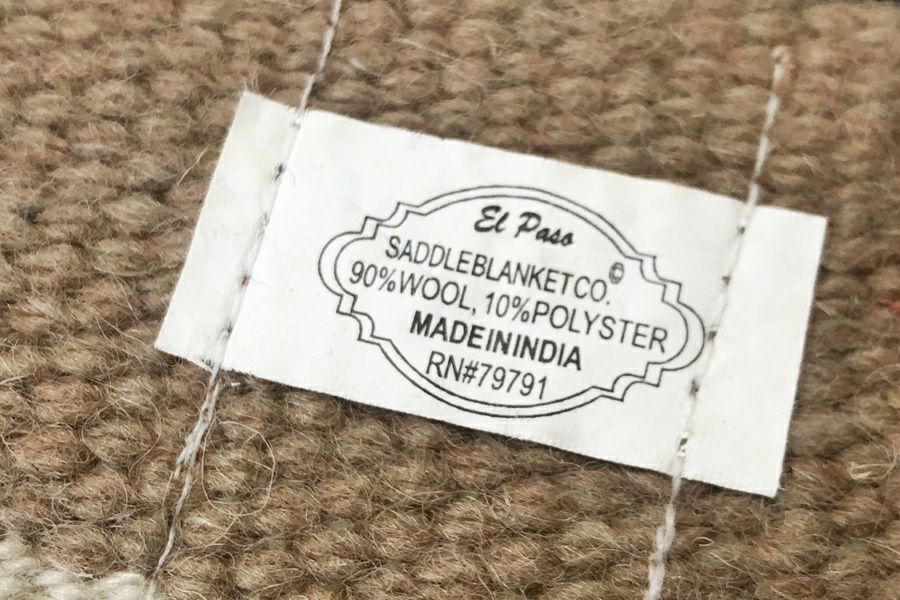 El Paso
SADDLEBLANKETCO.©
90%WOOL, 10%POLYSTER
MADEININDIA
RN#79791